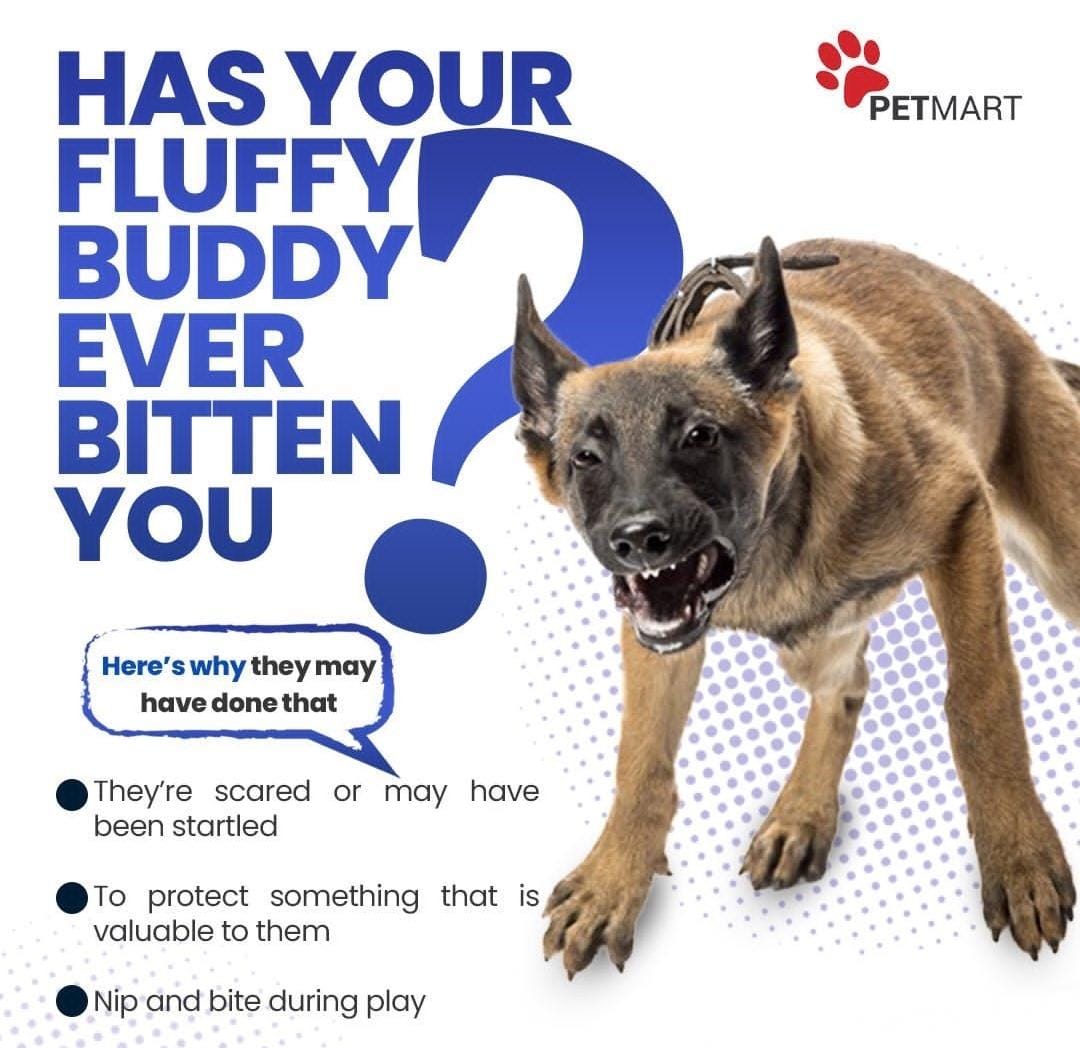 HAS YOUR
FLUFFY
BUDDY
EVER
BITTEN
YOU
?
PETMART
Here's why they may
have done that
They're scared or may have
been startled
To protect something that is
valuable to them
Nip and bite during play